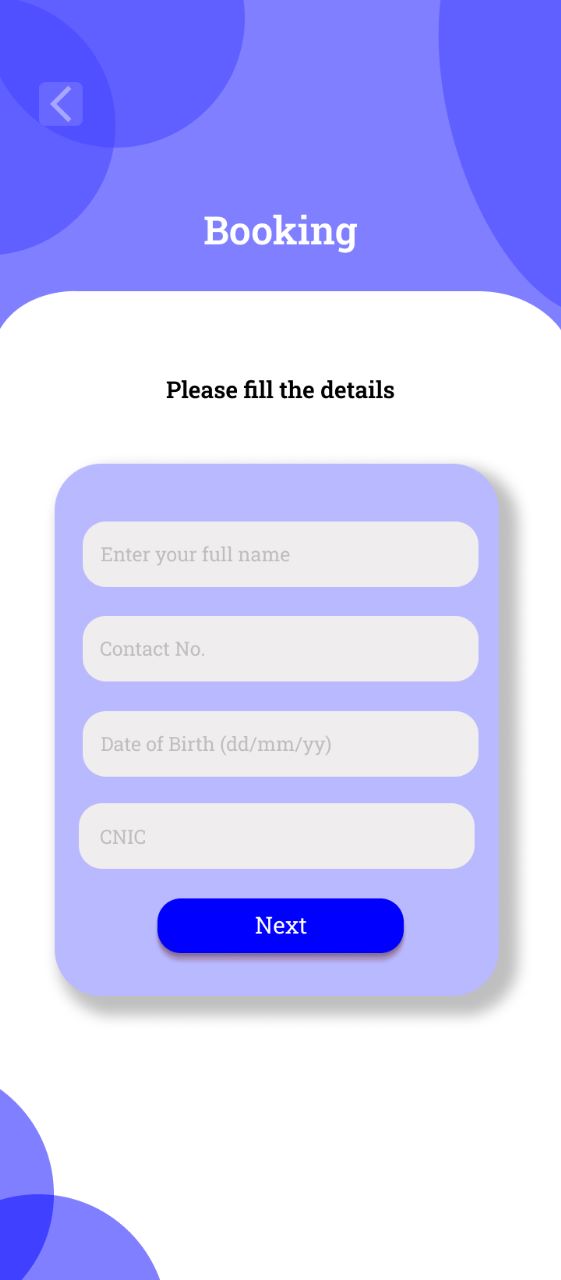 Booking
Please fill the details
Enter your full name
Contact No.
Date of Birth (dd/mm/yy)
CNIC
Next